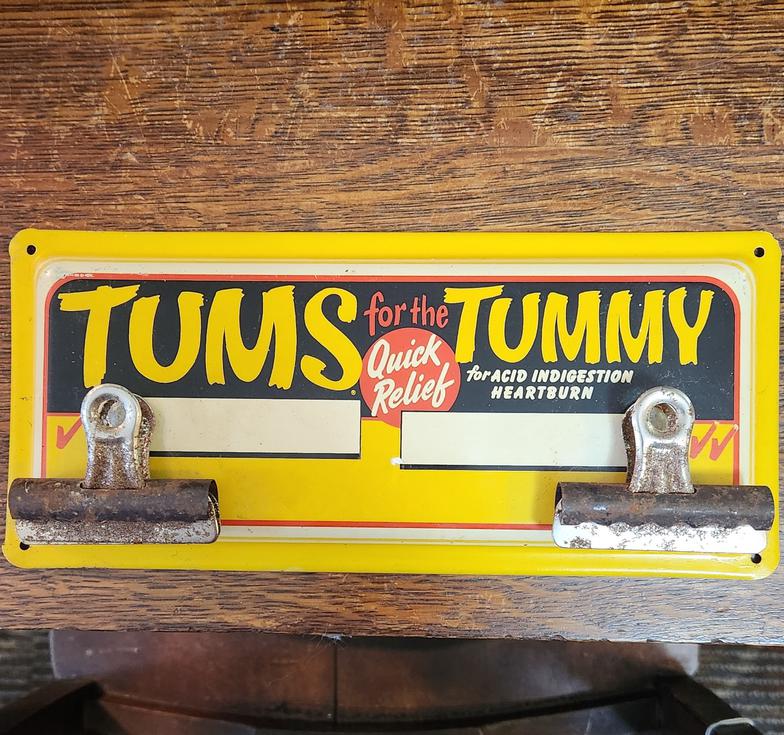 TUMS for the TUMMY
Quick
Relief
for ACID INDIGESTION
HEARTBURN